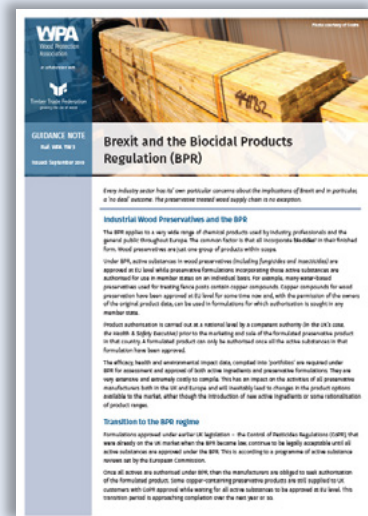 WPA
Wood Protection
Association
Timber Trade Federation
GUIDANCE NOTE
Issued: September 2019
Brexit and the Biocidal Products
Regulation (BPR)
Every industry sector has its' own particular concerns about the implications of Brexit and in particular,
a 'no deal' outcome. The preservative treated wood supply chain is no exception.
Industrial Wood Preservatives and the BPR
The BPR applies to a very wide range of chemical products used by industry professionals and the
general public throughout Europe. The common factor is that all incorporate biocides in their finished
form. Wood preservatives are just one group of products within scope.
Under BPR, active substances in wood preservatives (including fungicides and insecticides) are
approved at EU level while preservative formulations incorporating those active substances are
authorised for use in member states on an individual basis. For example, many water-based
preservatives used for treating fence posts contain copper compounds. Copper compounds for wood
preservation have been approved at EU level for some time now and, with the permission of the owners
of the original product data, can be used in formulations for which authorisation is sought in any
member state.
Product authorisation is carried out at a national level by a competent authority (in the UK's case,
the Health & Safety Executive) prior to the marketing and sale of the formulated preservative product
in that country. A formulated product can only be authorised once all the active substances in that
formulation have been approved.
The efficacy, health and environmental impact data, compiled into 'portfolios' are required under
BPR for assessment and approval of both active ingredients and preservative formulations. They are
very extensive and extremely costly to compile. This has an impact on the activities of all preservative
manufacturers both in the UK and Europe and will inevitably lead to changes in the product options
available to the market, either though the introduction of new active ingredients or some rationalisation
of product ranges.
Transition to the BPR regime
Formulations approved under earlier UK legislation – the Control of Pesticides Regulations (CoPR) that
were already on the UK market when the BPR became law, continue to be legally acceptable until all
active substances are approved under the BPR. This is according to a programme of active substance
reviews set by the European Commission.
Once all actives are authorised under BPR, then the manufacturers are obliged to seek authorisation
of the formulated product. Some copper-containing preservative products are still supplied to UK
customers with CoPR approval while waiting for all active substances to be approved at EU level. This
transition period is approaching completion over the next year or so.